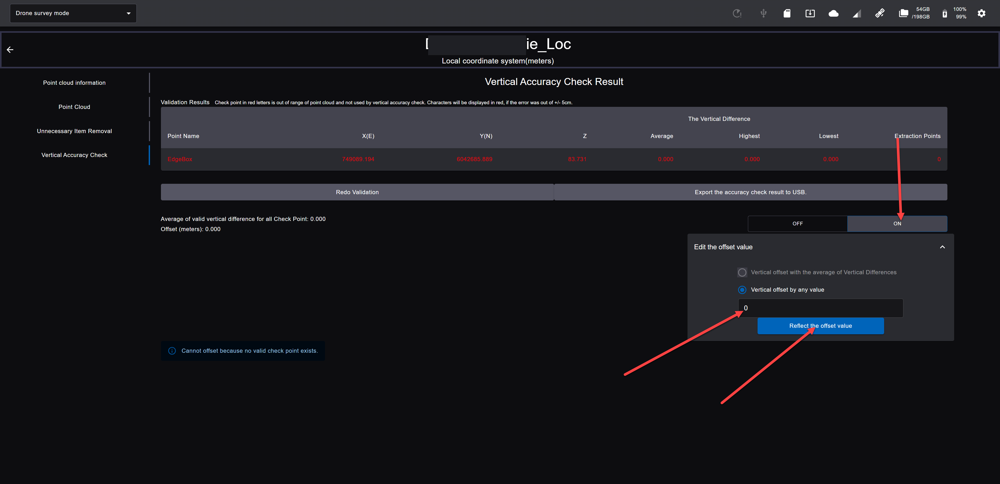 Drone survey mode
54GB
/198GB
100%
99%
ie_Loc
Local coordinate system(meters)
Point cloud information
Point Cloud
Unnecessary Item Removal
Vertical Accuracy Check
Vertical Accuracy Check Result
Validation Results Check point in red letters is out of range of point cloud and not used by vertical accuracy check. Characters will be displayed in red, if the error was out of +/- 5cm.
The Vertical Difference
Point Name X(E) Y(N) Z Average Highest Lowest Extraction Points
EdgeBox 749089.194 6042685.889 83.731 0.000 0.000 0.000 0
Redo Validation Export the accuracy check result to USB.
Average of valid vertical difference for all Check Point: 0.000
Offset (meters): 0.000
OFF ON
Edit the offset value
Vertical offset with the average of Vertical Differences
Vertical offset by any value
0
Reflect the offset value
Cannot offset because no valid check point exists.